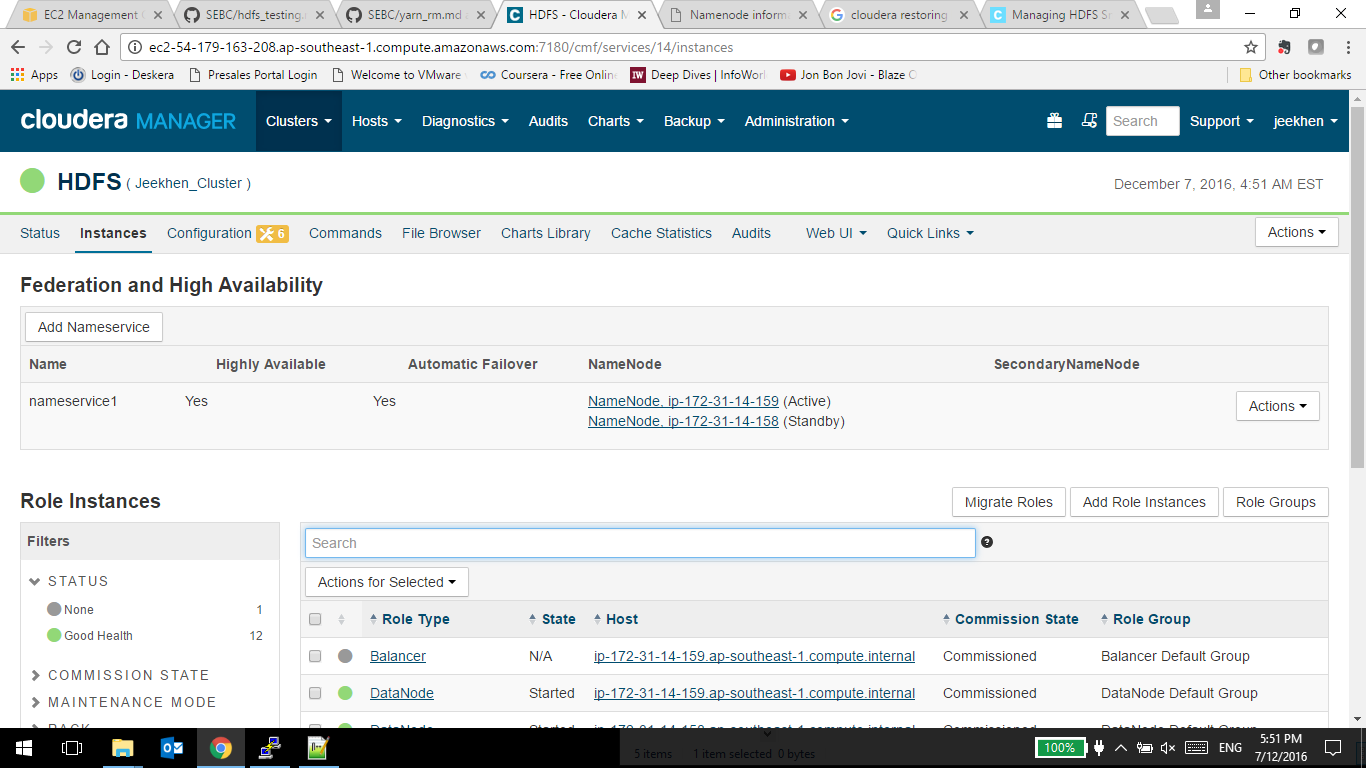 EC2 Management
SEBC/hdfs_testing.
SEBC/yarn_rm.md
HDFS - Cloudera M
Namenode informa
cloudera restoring
Managing HDFS S
ec2-54-179-163-208.ap-southeast-1.compute.amazonaws.com:7180/cmf/services/14/instances
Apps
Login - Deskera
Presales Portal Login
Welcome to VMware
Coursera - Free Onlin
IW
Deep Dives | InfoWorl
Jon Bon Jovi - Blaze O
Other bookmarks
cloudera MANAGER
Clusters
Hosts
Diagnostics
Audits
Charts
Backup
Administration
Search
Support
jeekhen
HDFS ( Jeekhen_Cluster )
December 7, 2016, 4:51 AM EST
Status
Instances
Configuration 6
Commands
File Browser
Charts Library
Cache Statistics
Audits
Web UI
Quick Links
Actions
Federation and High Availability
Add Nameservice
Name
Highly Available
Automatic Failover
NameNode
SecondaryNameNode
nameservice1
Yes
Yes
NameNode, ip-172-31-14-159 (Active)
NameNode, ip-172-31-14-158 (Standby)
Actions
Role Instances
Migrate Roles
Add Role Instances
Role Groups
Filters
STATUS
None 1
Good Health 12
COMMISSION STATE
MAINTENANCE MODE
RACK
Search
?
Actions for Selected
Role Type
State
Host
Commission State
Role Group
Balancer
N/A
ip-172-31-14-159.ap-southeast-1.compute.internal
Commissioned
Balancer Default Group
DataNode
Started
ip-172-31-14-159.ap-southeast-1.compute.internal
Commissioned
DataNode Default Group
DataNode
Started
Commissioned
DataNode Default Group
5 items
1 item selected 0 bytes
100%
ENG
5:51 PM
7/12/2016